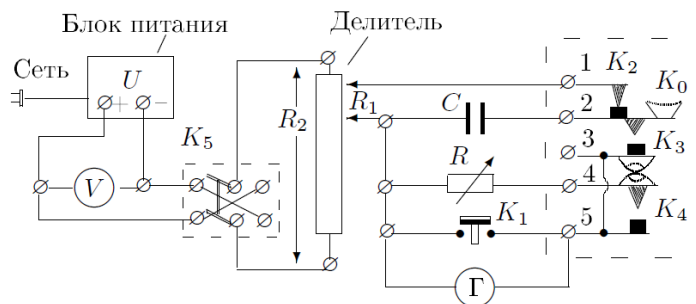 Блок питания
Делитель
Сеть
U
+ −
V
K5
R2
R1
C
R
K1
Г
1
2
3
4
5
K2
K0
K3
K4